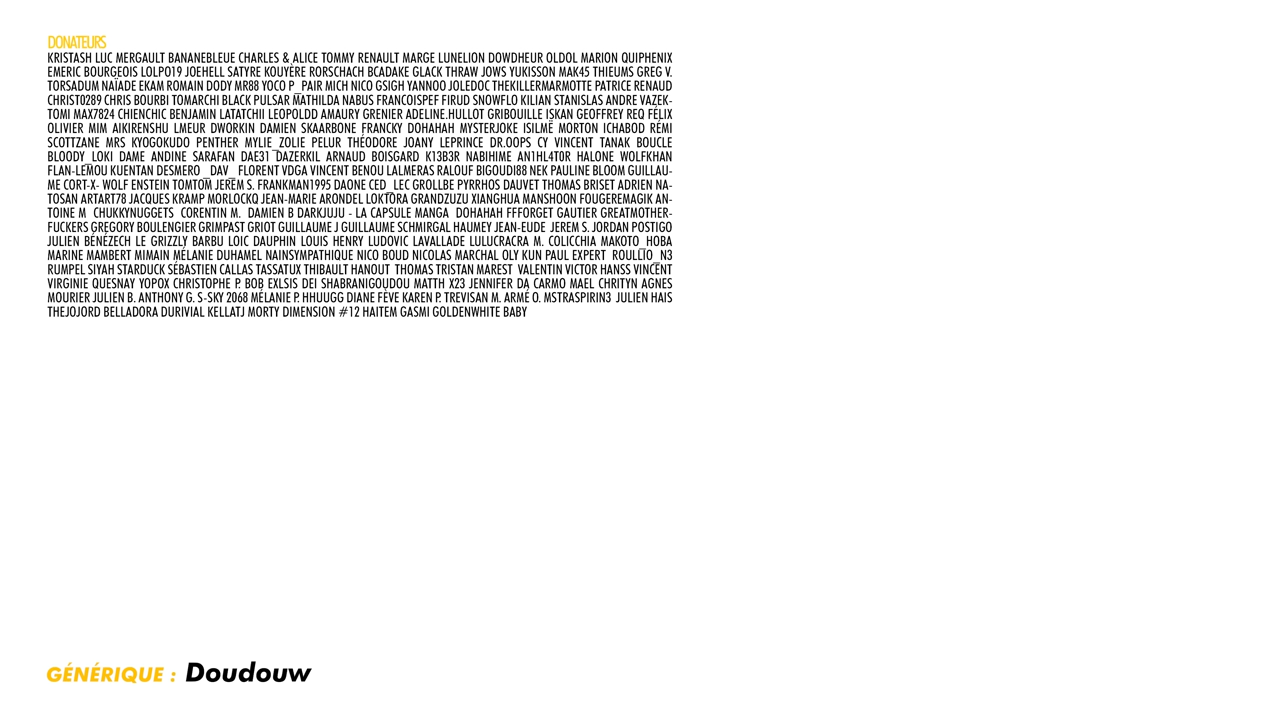 DONATEURS
KRISTASH LUC MERGAULT BANANEBLEUE CHARLES & ALICE TOMMY RENAULT MARGE LUNELION DOWDHEUR OLDOL MARION QUIPHENIX
EMERIC BOURGEOIS LOLPO19 JOEHELL SATYRE KOUYÈRE RORSCHACH BCADAKE GLACK THRAW JOWS YUKISSON MAK45 THIEUMS GREG V.
TORSADUM NAÏADE EKAM ROMAIN DODY MR88 YOCO P_PAIR MICH NICO GSIGH YANNOO JOLEDOC THEKILLERMARMOTTE PATRICE RENAUD
CHRIST0289 CHRIS BOURBI TOMARCHI BLACK PULSAR MATHILDA NABUS FRANCOISPEF FIRUD SNOWFLO KILIAN STANISLAS ANDRE VAZEK-
TOMI MAX7824 CHIENCHIC BENJAMIN LATATCHII LEOPOLDD AMAURY GRENIER ADELINE.HULLOT GRIBOUILLE ISKAN GEOFFREY REQ FÉLIX
OLIVIER MIM AIKIRENSHU LMEUR DWORKIN DAMIEN SKAARBONE FRANCKY DOHAHAH MYSTERJOKE ISILMË MORTON ICHABOD RÉMI
SCOTTZANE MRS KYOGOKUDO PENTHER MYLIE_ZOLIE PELUR THÉODORE JOANY LEPRINCE DR.OOPS CY VINCENT TANAK BOUCLE
BLOODY_LOKI DAME ANDINE SARAFAN DAE31 DAZERKIL ARNAUD BOISGARD K13B3R NABIHIME AN1HL4T0R HALONE WOLFKHAN
FLAN-LEMOU KUENTAN DESMERO _DAV_ FLORENT VDGA VINCENT BENOU LALMERAS RALOUF BIGOUDI88 NEK PAULINE BLOOM GUILLAU-
ME CORT-X- WOLF ENSTEIN TOMTOM JEREM S. FRANKMAN1995 DAONE CED_LEC GROLLBE PYRRHOS DAUVET THOMAS BRISET ADRIEN NA-
TOSAN ARTART78 JACQUES KRAMP MORLOCKQ JEAN-MARIE ARONDEL LOKTORA GRANDZUZU XIANGHUA MANSHOON FOUGEREMAGIK AN-
TOINE M  CHUKKYNUGGETS  CORENTIN M.  DAMIEN B DARKJUJU - LA CAPSULE MANGA  DOHAHAH FFFORGET GAUTIER GREATMOTHER-
FUCKERS GREGORY BOULENGIER GRIMPAST GRIOT GUILLAUME J GUILLAUME SCHMIRGAL HAUMEY JEAN-EUDE  JEREM S. JORDAN POSTIGO
JULIEN BÉNÉZECH LE GRIZZLY BARBU LOIC DAUPHIN LOUIS HENRY LUDOVIC LAVALLADE LULUCRACRA M. COLICCHIA MAKOTO_HOBA
MARINE MAMBERT MIMAIN MÉLANIE DUHAMEL NAINSYMPATHIQUE NICO BOUD NICOLAS MARCHAL OLY KUN PAUL EXPERT  ROULLIO_N3
RUMPEL SIYAH STARDUCK SÉBASTIEN CALLAS TASSATUX THIBAULT HANOUT  THOMAS TRISTAN MAREST  VALENTIN VICTOR HANSS VINCENT
VIRGINIE QUESNAY YOPOX CHRISTOPHE P. BOB EXLSIS DEI SHABRANIGOUDOU MATTH X23 JENNIFER DA CARMO MAEL CHRITYN AGNES
MOURIER JULIEN B. ANTHONY G. S-SKY 2068 MÉLANIE P. HHUUGG DIANE FÈVE KAREN P. TREVISAN M. ARMÉ O. MSTRASPIRIN3  JULIEN HAIS
THEJOJORD BELLADORA DURIVIAL KELLATJ MORTY DIMENSION #12 HAITEM GASMI GOLDENWHITE BABY
GÉNÉRIQUE : Doudouw